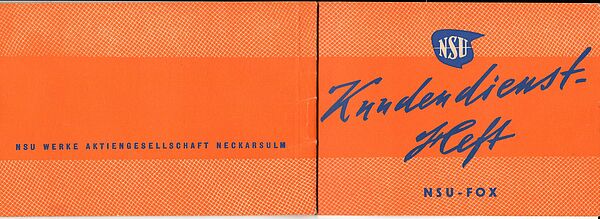 NSU WERKE AKTIENGESELLSCHAFT NECKARSULM
NSU
Kundendienst-
Heft
NSU-FOX